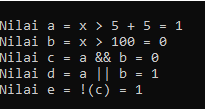 Nilai a = x > 5 + 5 = 1
Nilai b = x > 100 = 0
Nilai c = a && b = 0
Nilai d = a || b = 1
Nilai e = !(c) = 1